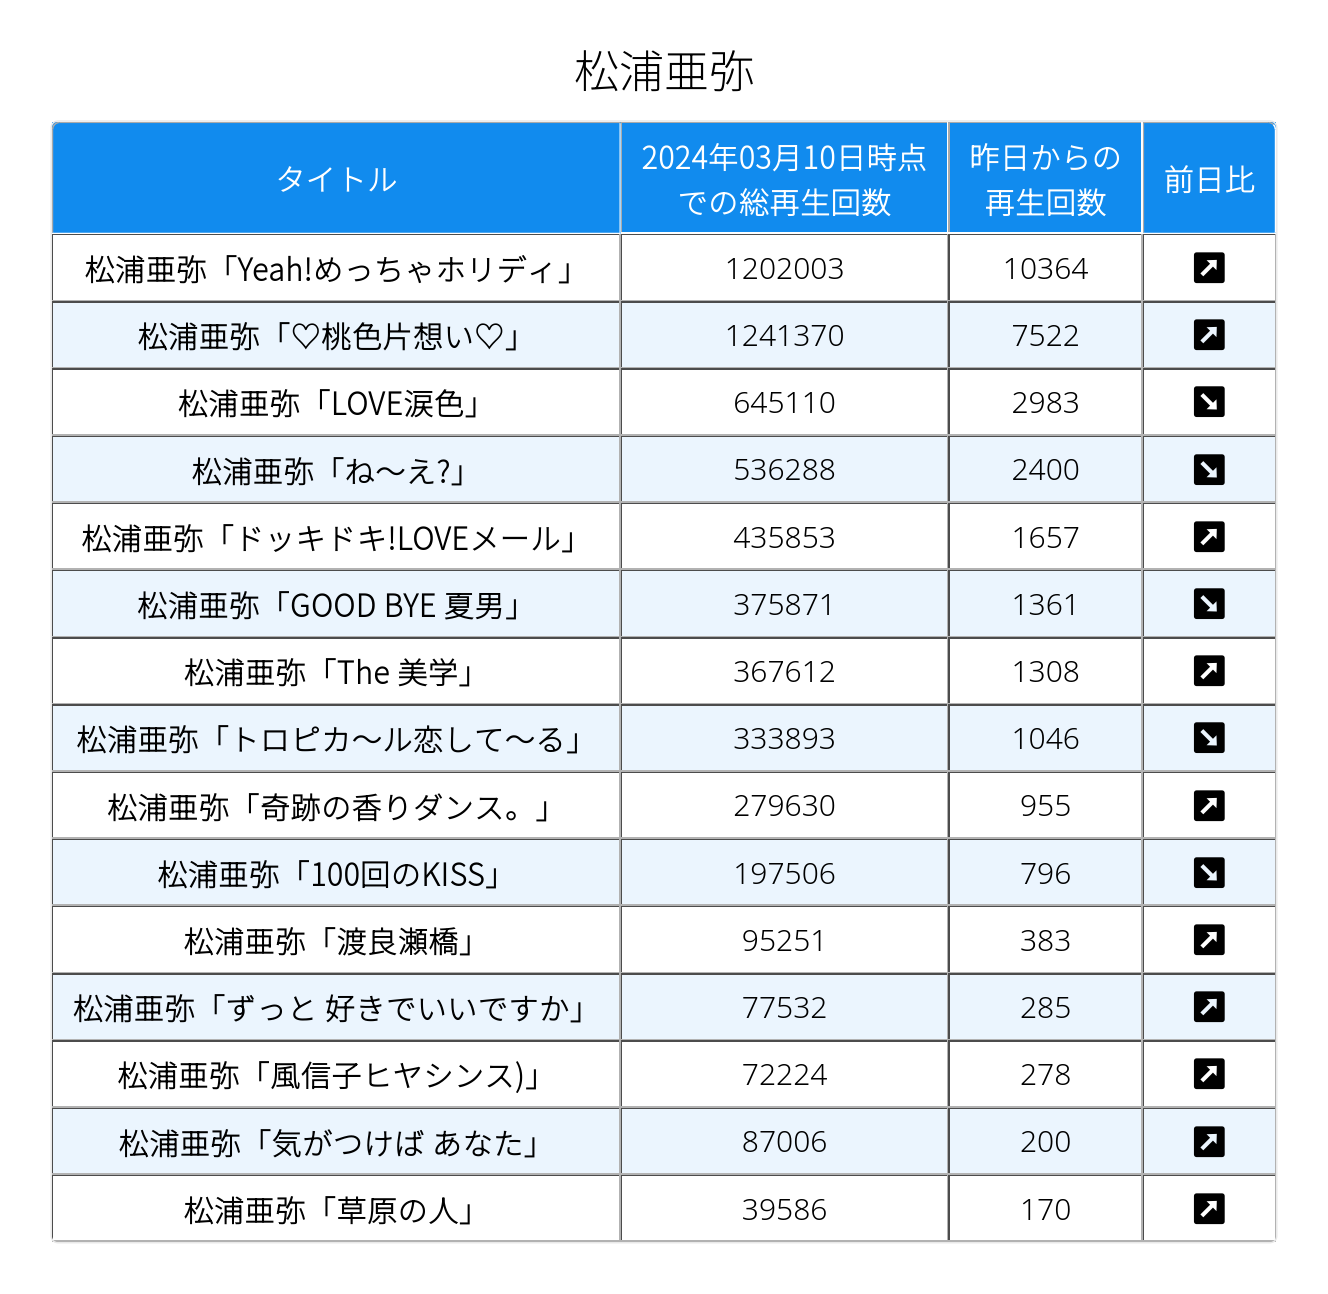 松浦亜弥
タイトル 2024年03月10日時点での総再生回数 昨日からの再生回数 前日比
松浦亜弥「Yeah!めっちゃホリディ」 1202003 10364 ↗
松浦亜弥「♡桃色片想い♡」 1241370 7522 ↗
松浦亜弥「LOVE涙色」 645110 2983 ↘
松浦亜弥「ね〜え?」 536288 2400 ↘
松浦亜弥「ドッキドキ!LOVEメール」 435853 1657 ↗
松浦亜弥「GOOD BYE 夏男」 375871 1361 ↘
松浦亜弥「The 美学」 367612 1308 ↗
松浦亜弥「トロピカ〜ル恋して〜る」 333893 1046 ↘
松浦亜弥「奇跡の香りダンス。」 279630 955 ↗
松浦亜弥「100回のKISS」 197506 796 ↘
松浦亜弥「渡良瀬橋」 95251 383 ↗
松浦亜弥「ずっと 好きでいいですか」 77532 285 ↗
松浦亜弥「風信子ヒヤシンス)」 72224 278 ↗
松浦亜弥「気がつけば あなた」 87006 200 ↗
松浦亜弥「草原の人」 39586 170 ↗